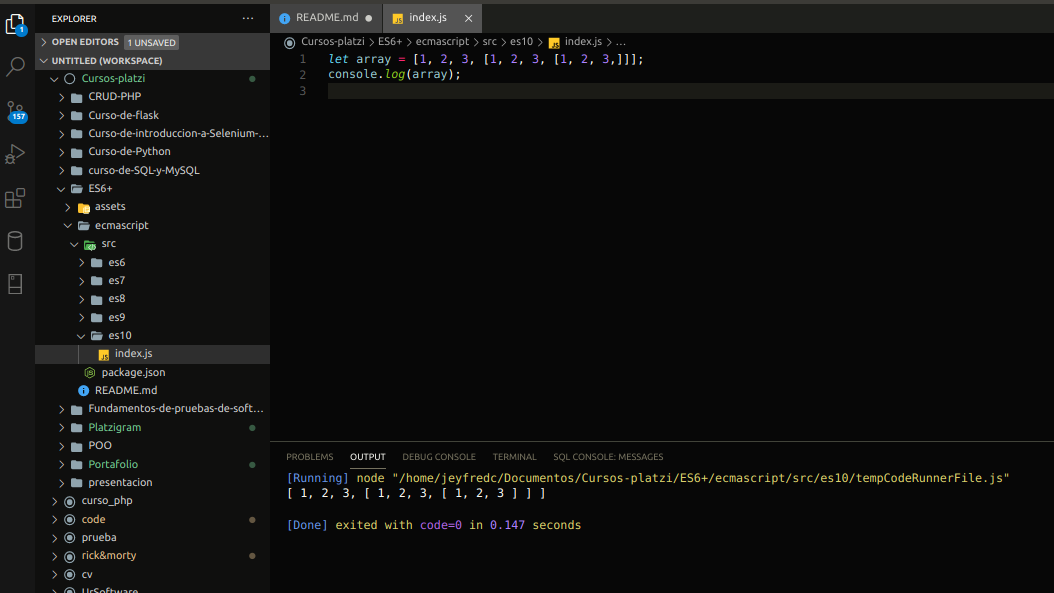 EXPLORER ...
README.md
index.js
OPEN EDITORS 1 UNSAVED
Cursos-platzi > ES6+ > ecmascript > src > es10 > index.js > ...
UNTITLED (WORKSPACE)
Cursos-platzi
CRUD-PHP
Curso-de-flask
Curso-de-introduccion-a-Selenium-...
Curso-de-Python
curso-de-SQL-y-MySQL
ES6+
assets
ecmascript
src
es6
es7
es8
es9
es10
index.js
package.json
README.md
Fundamentos-de-pruebas-de-soft...
Platzigram
POO
Portafolio
presentacion
curso_php
code
prueba
rick&morty
cv
UrSoftware
1
157
1 let array = [1, 2, 3, [1, 2, 3, [1, 2, 3,]]];
2 console.log(array);
3
PROBLEMS OUTPUT DEBUG CONSOLE TERMINAL SQL CONSOLE: MESSAGES
[Running] node "/home/jeyfredc/Documentos/Cursos-platzi/ES6+/ecmascript/src/es10/tempCodeRunnerFile.js"
[ 1, 2, 3, [ 1, 2, 3, [ 1, 2, 3 ] ] ]
[Done] exited with code=0 in 0.147 seconds